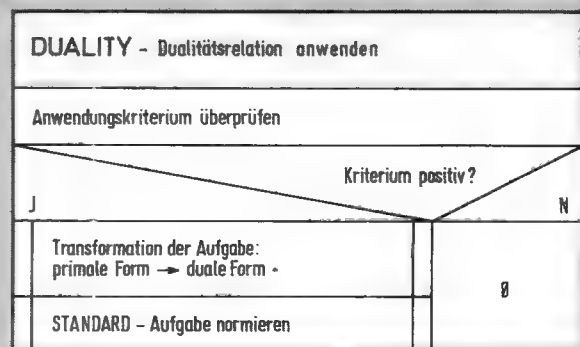 DUALITY - Dualitätsrelation anwenden
Anwendungskriterium überprüfen
Kriterium positiv?
J
N
Transformation der Aufgabe:
primale Form → duale Form
Ø
STANDARD - Aufgabe normieren